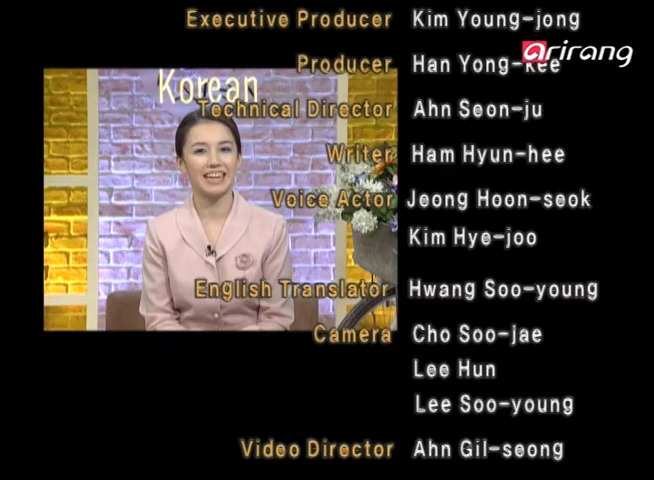 Executive Producer Kim Young-jong
arirang
Producer Han Yong-kee
Korean
Technical Director Ahn Seon-ju
Writer Ham Hyun-hee
Voice Actor Jeong Hoon-seok
Kim Hye-joo
English Translator Hwang Soo-young
Camera Cho Soo-jae
Lee Hun
Lee Soo-young
Video Director Ahn Gil-seong